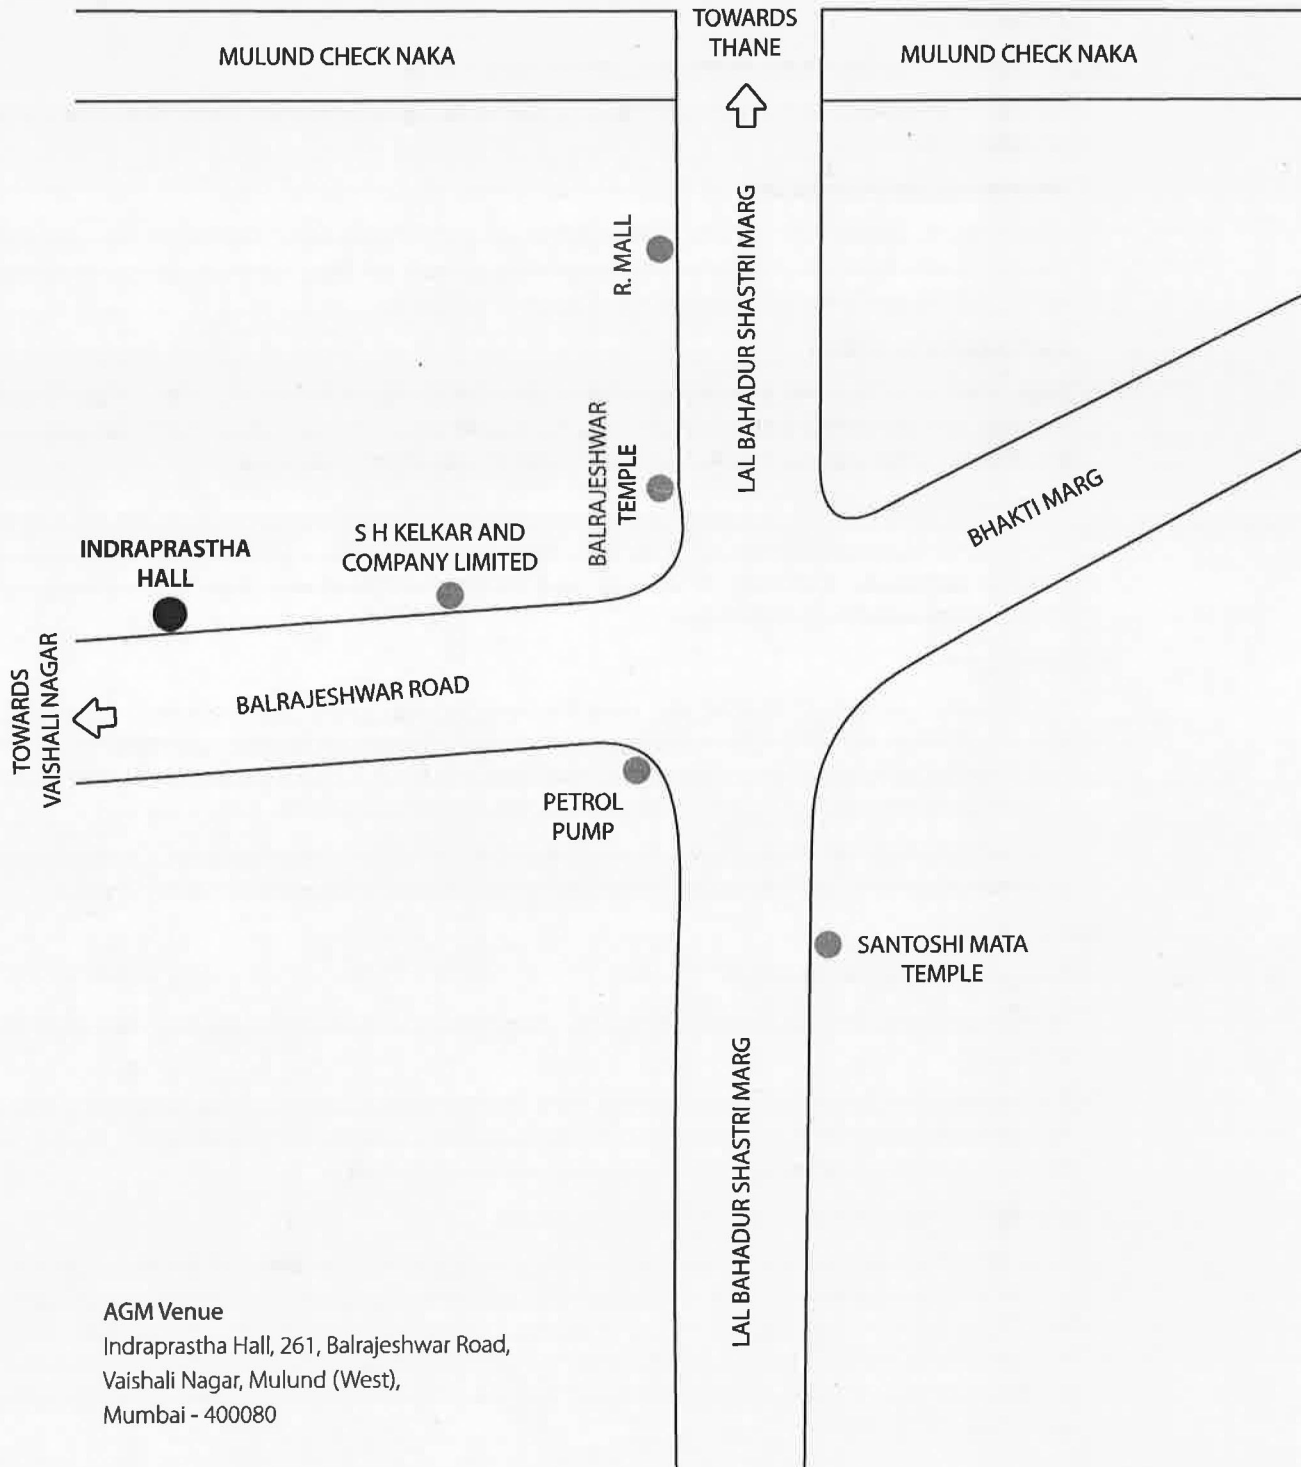 TOWARDS
THANE
MULUND CHECK NAKA
MULUND CHECK NAKA
R. MALL
LAL BAHADUR SHASTRI MARG
BALRAJESHWAR
TEMPLE
BHAKTI MARG
S H KELKAR AND
COMPANY LIMITED
INDRAPRASTHA
HALL
TOWARDS
VAISHALI NAGAR
BALRAJESHWAR ROAD
PETROL
PUMP
SANTOSHI MATA
TEMPLE
LAL BAHADUR SHASTRI MARG
AGM Venue
Indraprastha Hall, 261, Balrajeshwar Road,
Vaishali Nagar, Mulund (West),
Mumbai - 400080